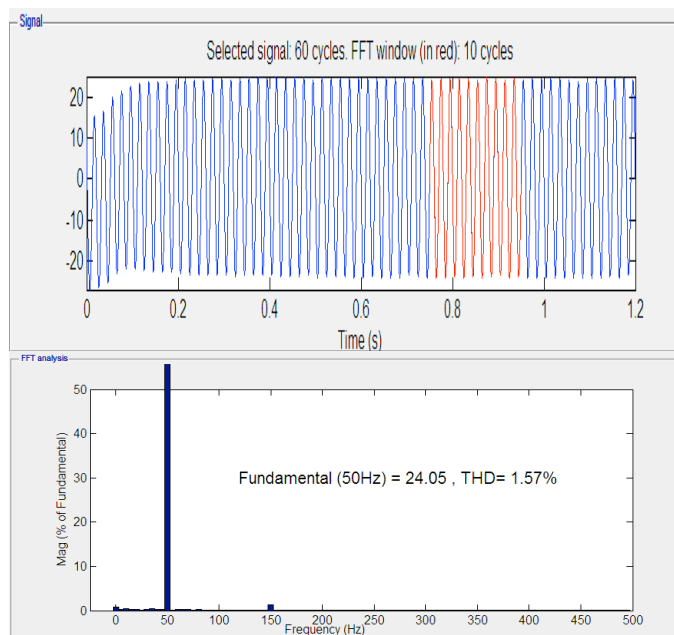 Signal
Selected signal: 60 cycles. FFT window (in red): 10 cycles
20
10
0
-10
-20
0 0.2 0.4 0.6 0.8 1 1.2
Time (s)
FFT analysis
50
40
30
20
10
0
Mag (% of Fundamental)
Fundamental (50Hz) = 24.05 , THD= 1.57%
0 50 100 150 200 250 300 350 400 450 500
Frequency (Hz)